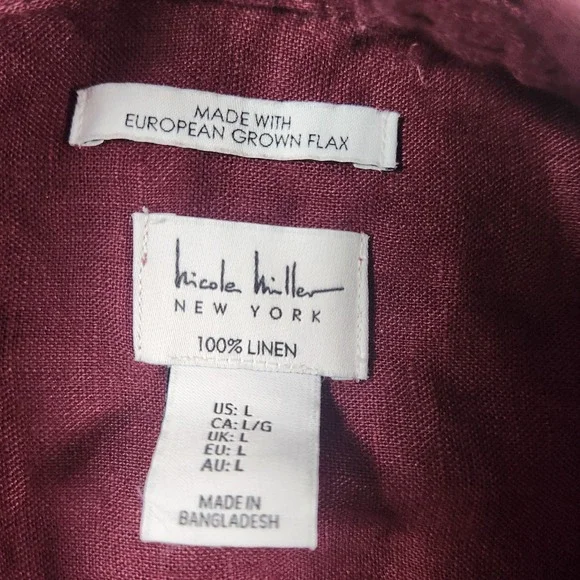 MADE WITH
EUROPEAN GROWN FLAX
Nicole Miller
NEW YORK
100% LINEN
US: L
CA: L/G
UK: L
EU: L
AU: L
MADE IN
BANGLADESH